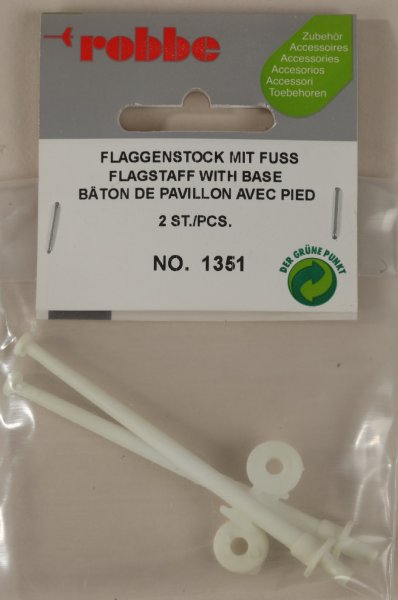 robbe
Zubehör
Accessoires
Accessories
Accesorios
Accessori
Toebehoren
FLAGGENSTOCK MIT FUSS
FLAGSTAFF WITH BASE
BÄTON DE PAVILLON AVEC PIED
2 ST./PCS.
NO. 1351
DER GRÜNE PUNKT